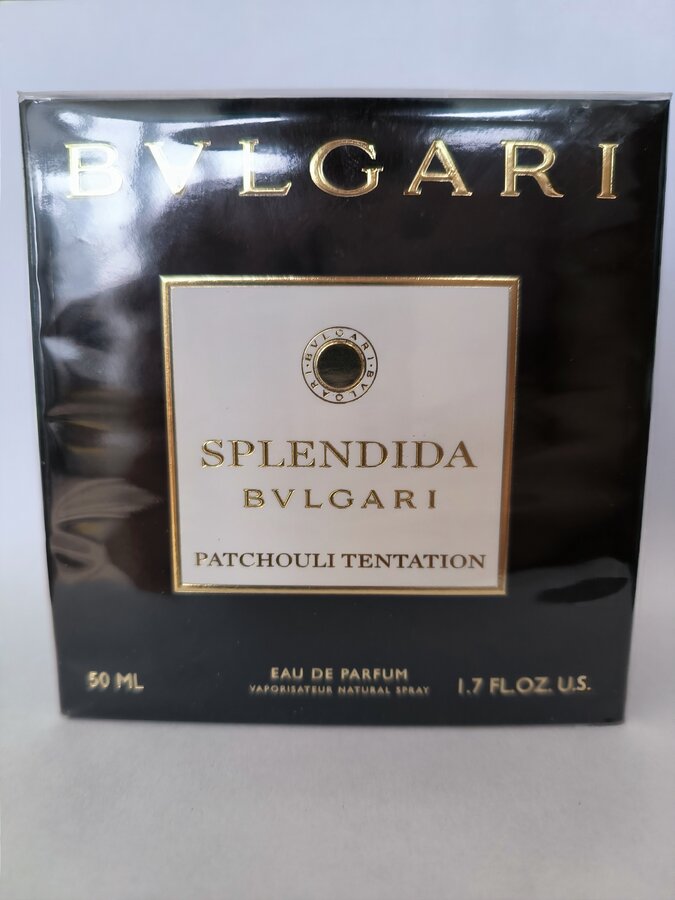 BVLGARI
BVLGARI · BVLGARI ·
SPLENDIDA
BVLGARI
PATCHOULI TENTATION
50 ML
EAU DE PARFUM
VAPORISATEUR NATURAL SPRAY
1.7 FL.OZ. U.S.